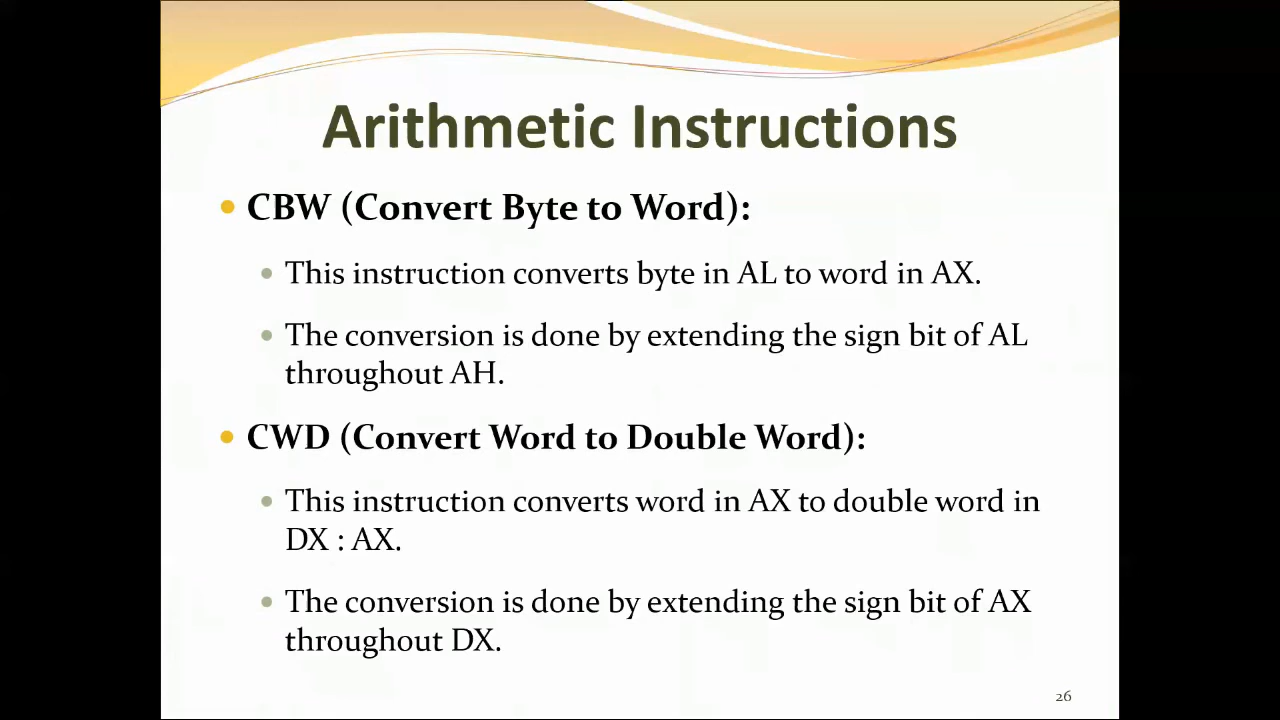 Arithmetic Instructions
• CBW (Convert Byte to Word):
• This instruction converts byte in AL to word in AX.
• The conversion is done by extending the sign bit of AL
throughout AH.
• CWD (Convert Word to Double Word):
• This instruction converts word in AX to double word in
DX : AX.
• The conversion is done by extending the sign bit of AX
throughout DX.
26